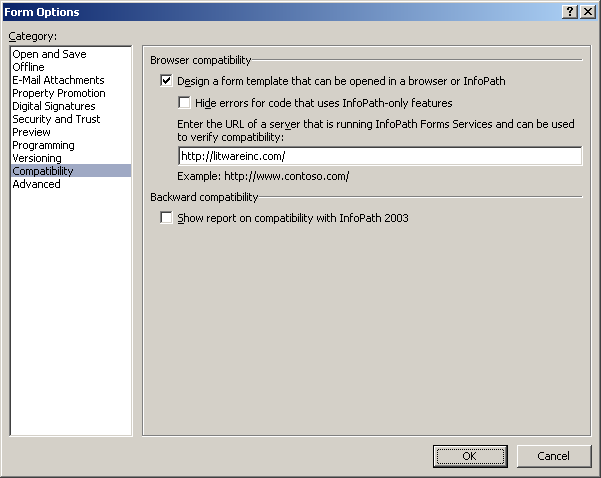 Form Options
Category:
Open and Save
Offline
E-Mail Attachments
Property Promotion
Digital Signatures
Security and Trust
Preview
Programming
Versioning
Compatibility
Advanced
Browser compatibility
Design a form template that can be opened in a browser or InfoPath
Hide errors for code that uses InfoPath-only features
Enter the URL of a server that is running InfoPath Forms Services and can be used
to verify compatibility:
http://litwareinc.com/
Example: http://www.contoso.com/
Backward compatibility
Show report on compatibility with InfoPath 2003
OK
Cancel